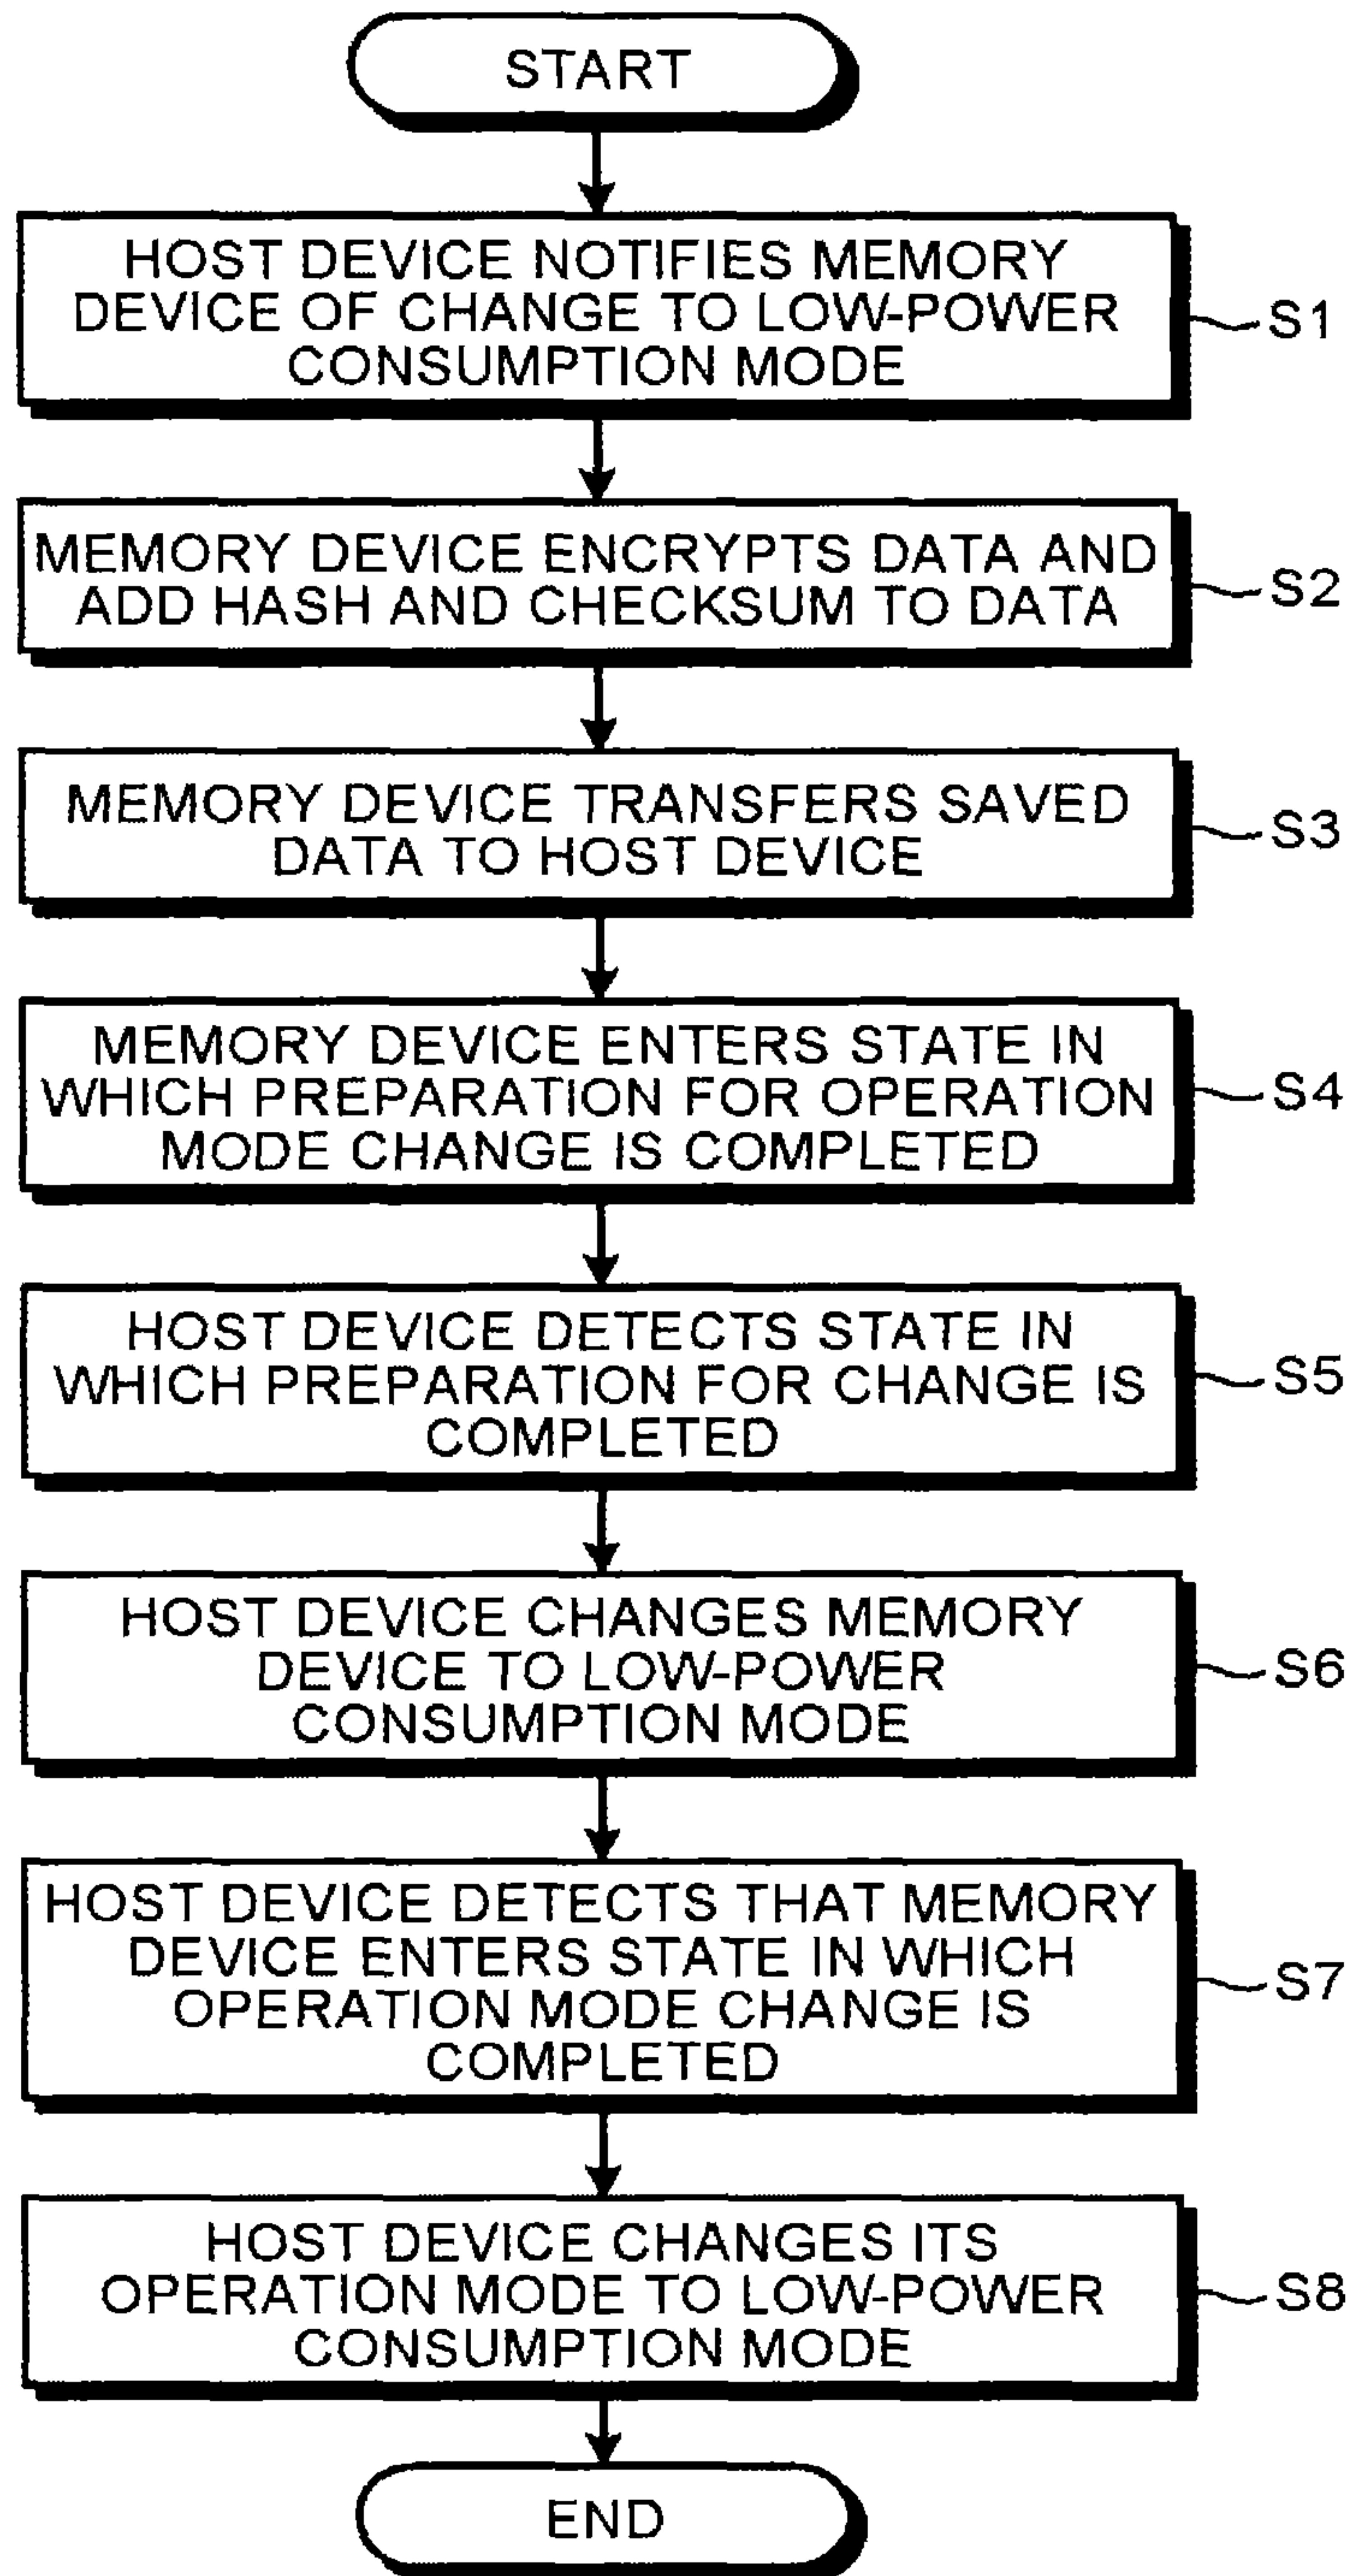 START
HOST DEVICE NOTIFIES MEMORY
DEVICE OF CHANGE TO LOW-POWER
CONSUMPTION MODE
S1
MEMORY DEVICE ENCRYPTS DATA AND
ADD HASH AND CHECKSUM TO DATA
S2
MEMORY DEVICE TRANSFERS SAVED
DATA TO HOST DEVICE
S3
MEMORY DEVICE ENTERS STATE IN
WHICH PREPARATION FOR OPERATION
MODE CHANGE IS COMPLETED
S4
HOST DEVICE DETECTS STATE IN
WHICH PREPARATION FOR CHANGE IS
COMPLETED
S5
HOST DEVICE CHANGES MEMORY
DEVICE TO LOW-POWER
CONSUMPTION MODE
S6
HOST DEVICE DETECTS THAT MEMORY
DEVICE ENTERS STATE IN WHICH
OPERATION MODE CHANGE IS
COMPLETED
S7
HOST DEVICE CHANGES ITS
OPERATION MODE TO LOW-POWER
CONSUMPTION MODE
S8
END